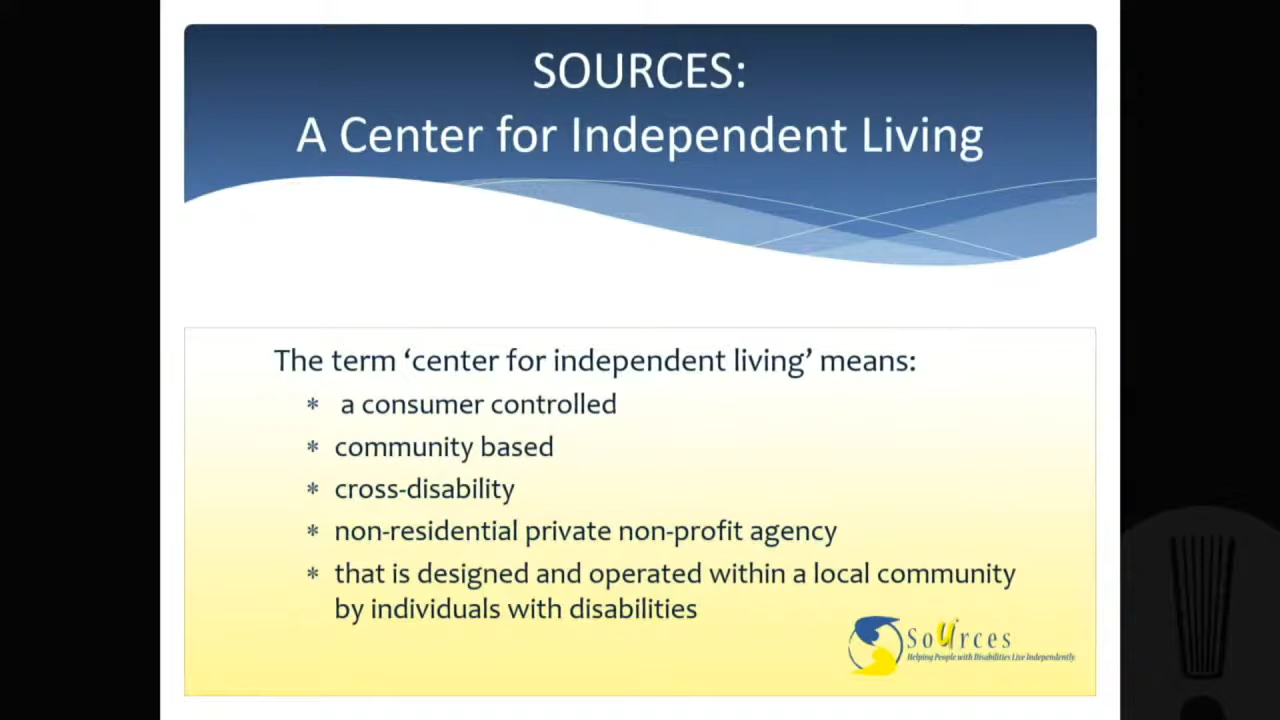 SOURCES:
A Center for Independent Living
The term ‘center for independent living’ means:
* a consumer controlled
* community based
* cross-disability
* non-residential private non-profit agency
* that is designed and operated within a local community
by individuals with disabilities
Sources
Helping People with Disabilities Live Independently